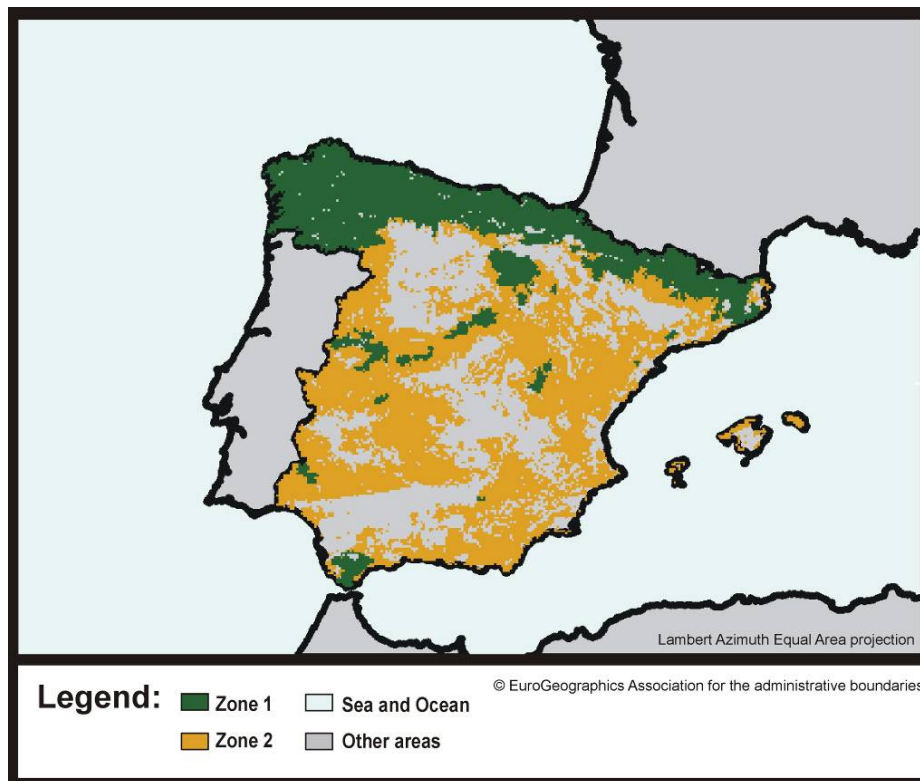 Lambert Azimuth Equal Area projection
Legend:
Zone 1
Sea and Ocean
© EuroGeographics Association for the administrative boundaries
Zone 2
Other areas